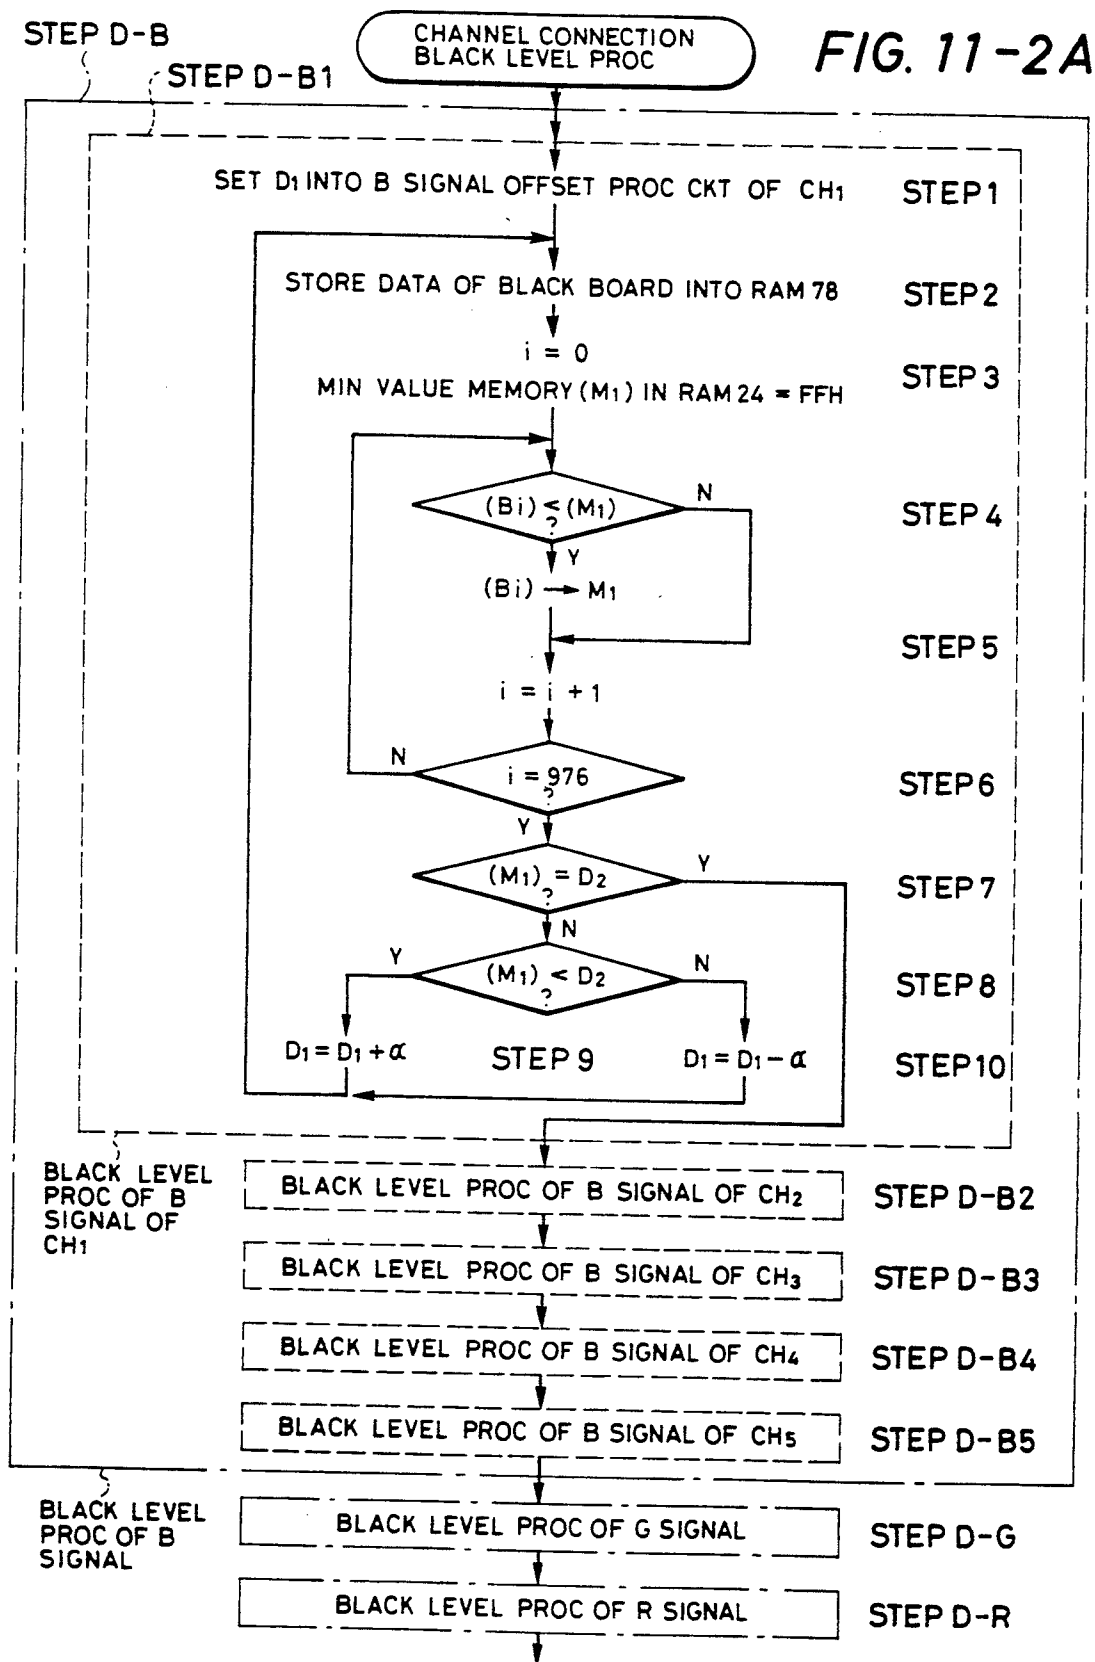 STEP D-B
CHANNEL CONNECTION
BLACK LEVEL PROC
FIG. 11-2A
STEP D-B1
SET D1 INTO B SIGNAL OFFSET PROC CKT OF CH1
STEP 1
STORE DATA OF BLACK BOARD INTO RAM 78
STEP 2
i = 0
MIN VALUE MEMORY (M1) IN RAM 24 = FFH
STEP 3
(Bi) < (M1)
?
N
STEP 4
Y
(Bi) → M1
STEP 5
i = i + 1
N
i = 976
?
STEP 6
Y
(M1) = D2
?
Y
STEP 7
N
Y
(M1) < D2
?
N
STEP 8
D1 = D1 + α
STEP 9
D1 = D1 - α
STEP 10
BLACK LEVEL
PROC OF B
SIGNAL OF
CH1
BLACK LEVEL PROC OF B SIGNAL OF CH2
STEP D-B2
BLACK LEVEL PROC OF B SIGNAL OF CH3
STEP D-B3
BLACK LEVEL PROC OF B SIGNAL OF CH4
STEP D-B4
BLACK LEVEL PROC OF B SIGNAL OF CH5
STEP D-B5
BLACK LEVEL
PROC OF B
SIGNAL
BLACK LEVEL PROC OF G SIGNAL
STEP D-G
BLACK LEVEL PROC OF R SIGNAL
STEP D-R